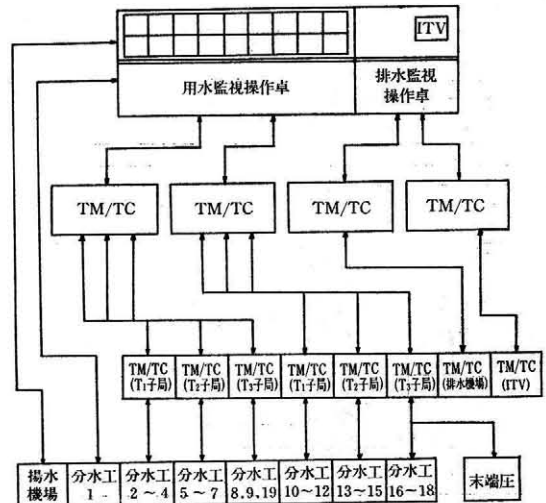 ITV
用水監視操作卓
排水監視
操作卓
TM/TC
TM/TC
TM/TC
TM/TC
TM/TC
(T₁子局)
TM/TC
(T₂子局)
TM/TC
(T₃子局)
TM/TC
(T₁子局)
TM/TC
(T₂子局)
TM/TC
(T₃子局)
TM/TC
(排水機場)
TM/TC
(ITV)
揚水
機場
分水工
1
分水工
2～4
分水工
5～7
分水工
8.9.19
分水工
10～12
分水工
13～15
分水工
16～18
末端圧